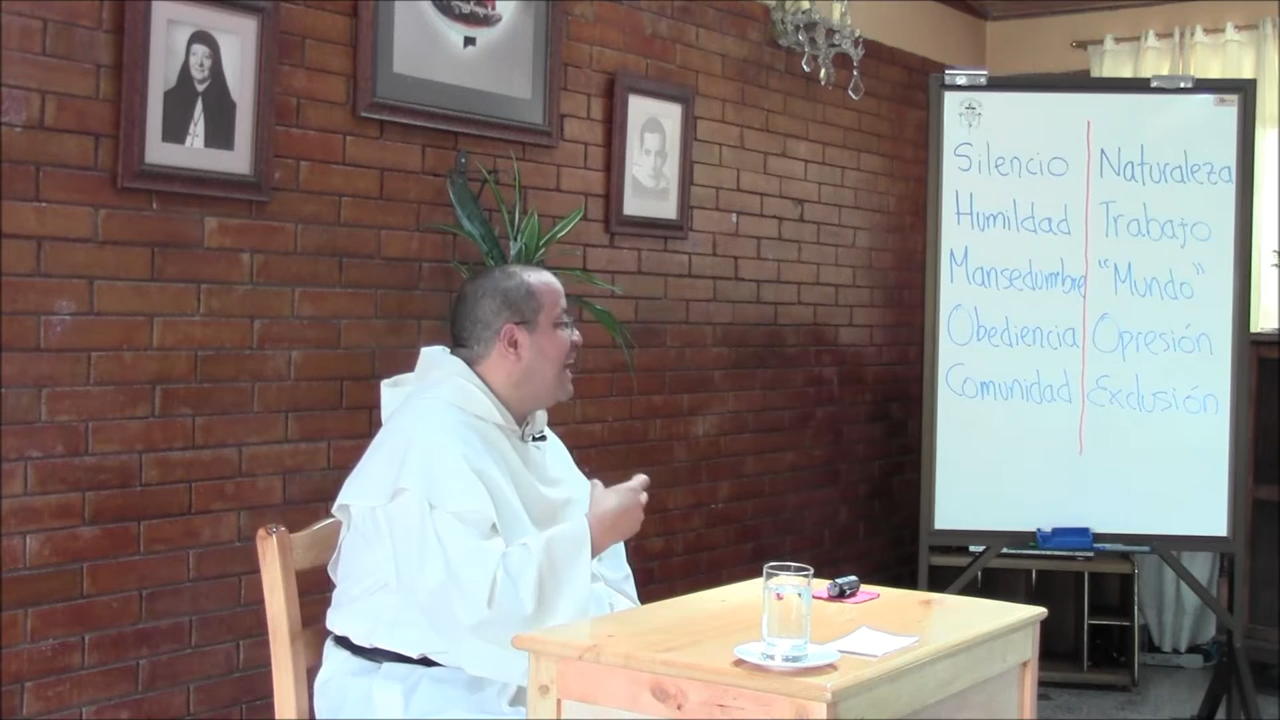 Silencio
Humildad
Mansedumbre
Obediencia
Comunidad
Naturaleza
Trabajo
"Mundo"
Opresión
Exclusión